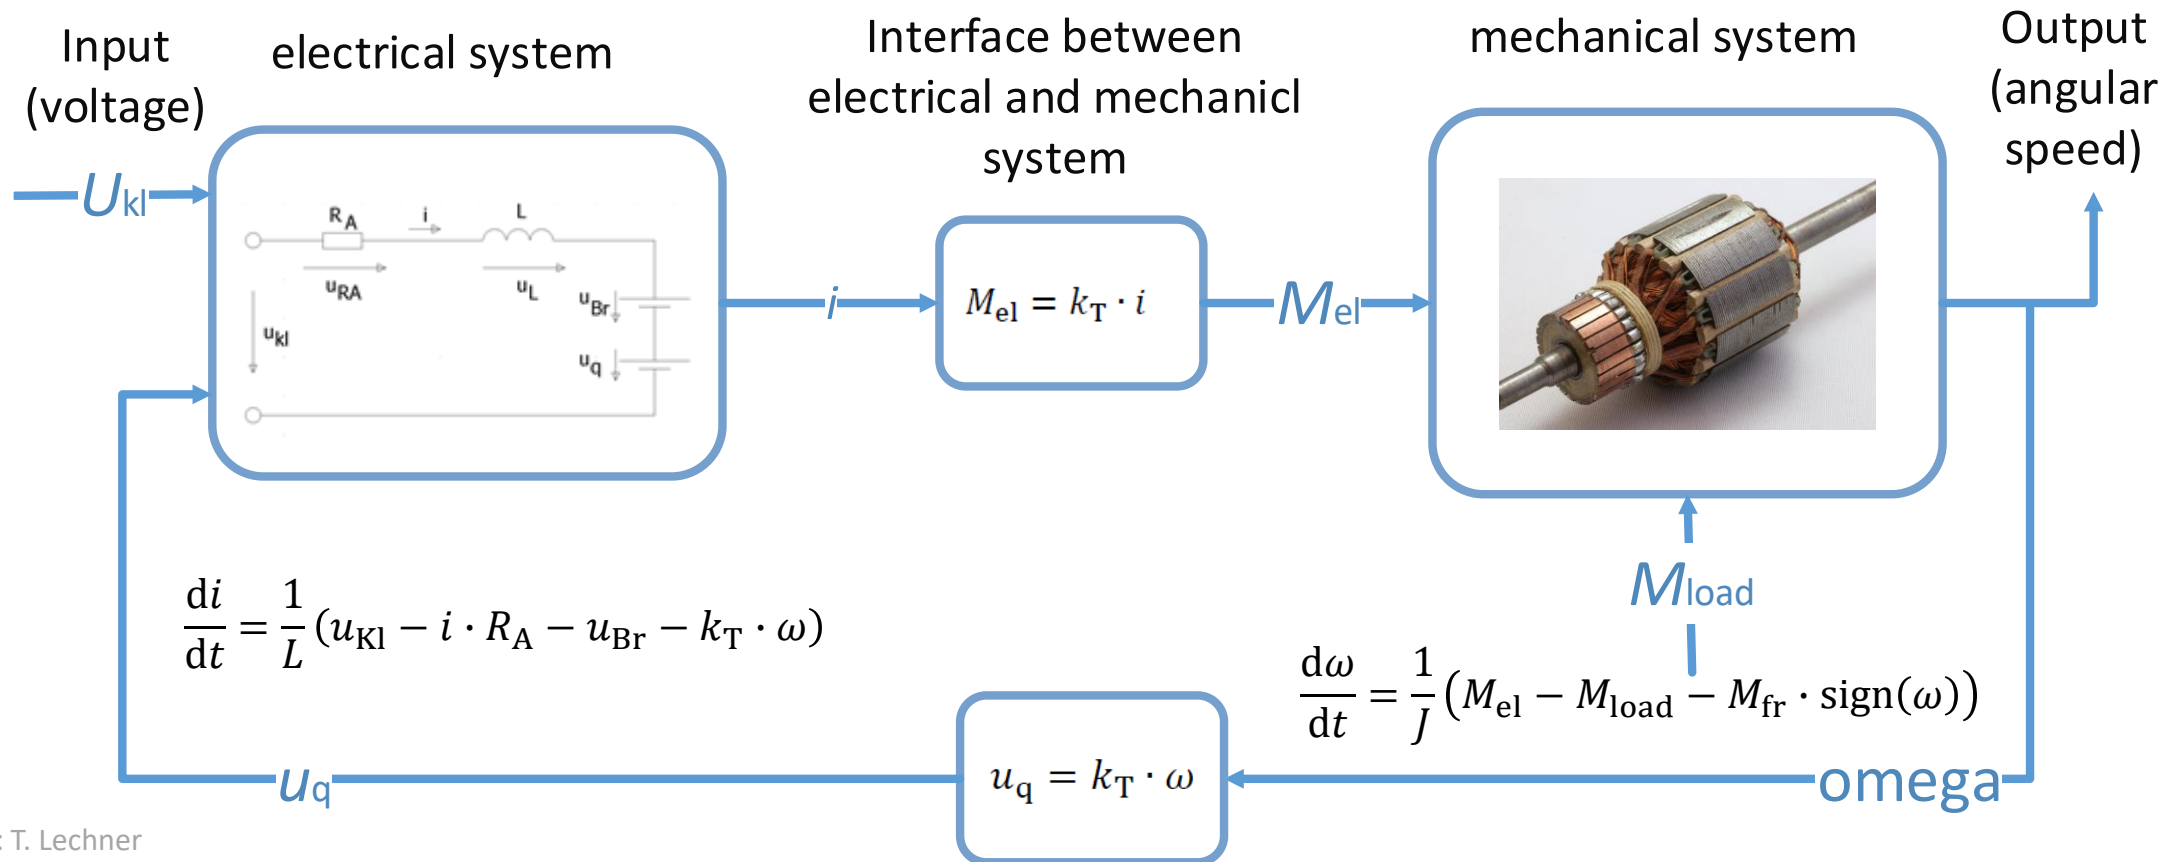 Input
(voltage)
electrical system
Interface between
electrical and mechanicl
system
mechanical system
Output
(angular
speed)
Ukl
RA
i
L
uRA
uL
uBr
ukl
uq
i
Mel = kT · i
Mel
Mload
di/dt = 1/L (uKl − i · RA − uBr − kT · ω)
dω/dt = 1/J (Mel − Mload − Mfr · sign(ω))
uq
uq = kT · ω
omega
: T. Lechner